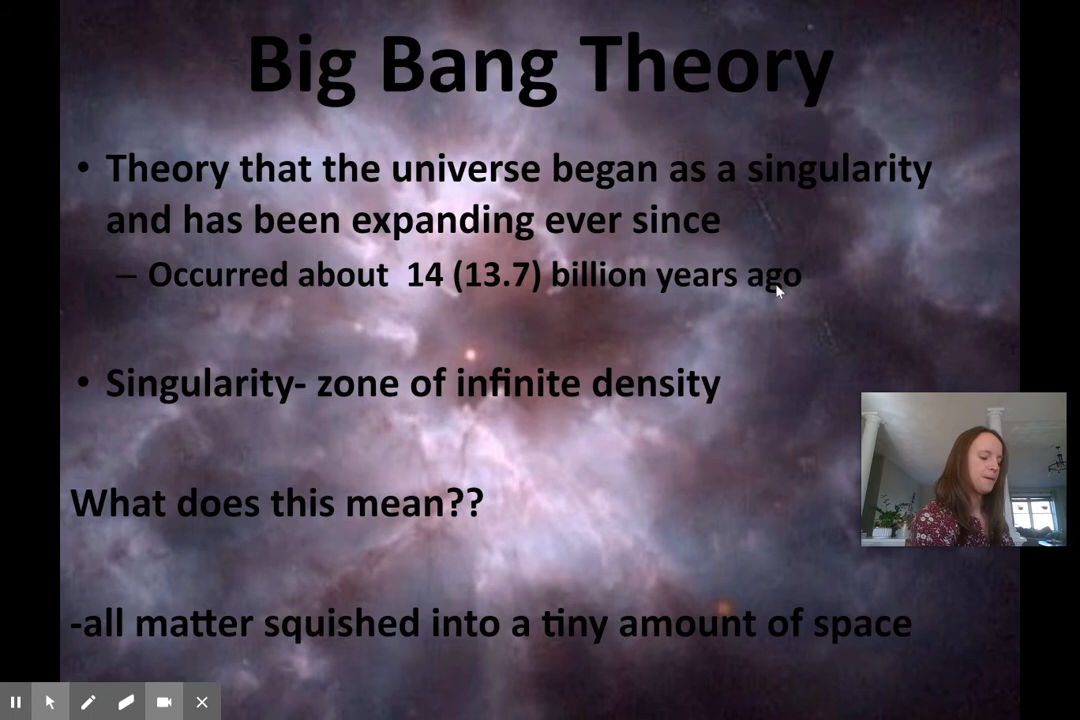 Big Bang Theory
• Theory that the universe began as a singularity
and has been expanding ever since
– Occurred about  14 (13.7) billion years ago
• Singularity- zone of infinite density
What does this mean??
-all matter squished into a tiny amount of space